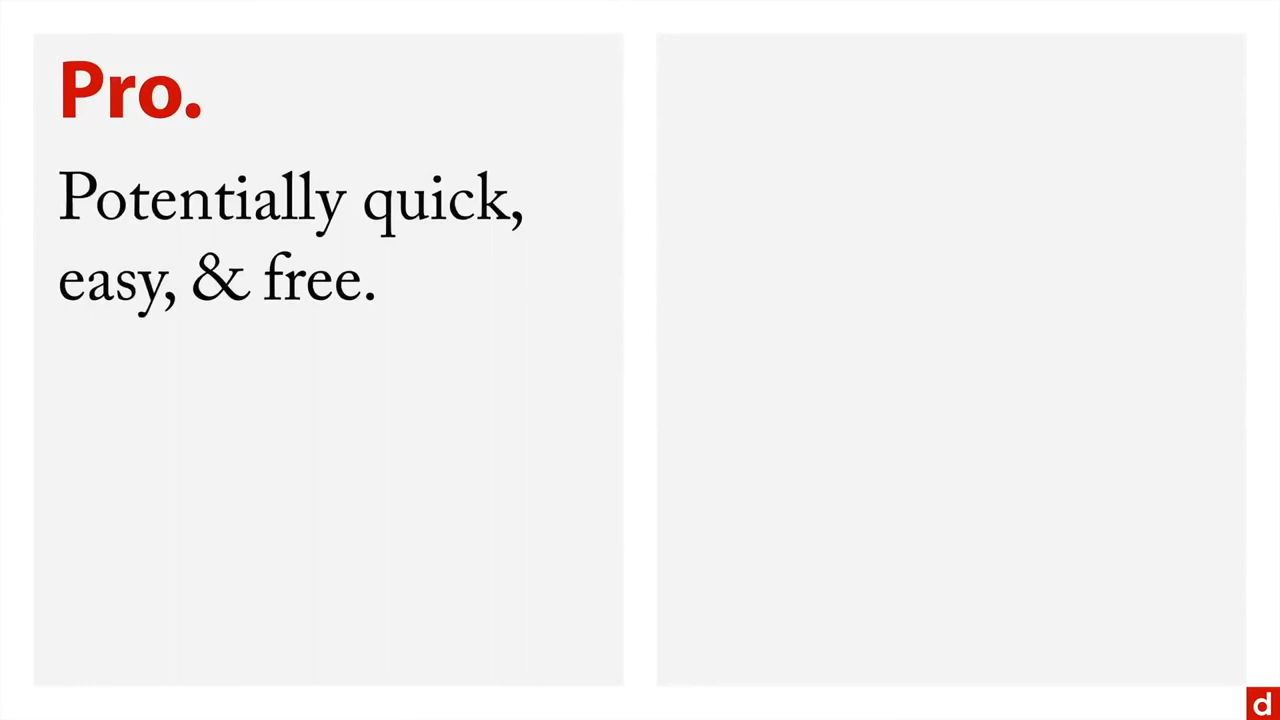 Pro.
Potentially quick,
easy, & free.
d